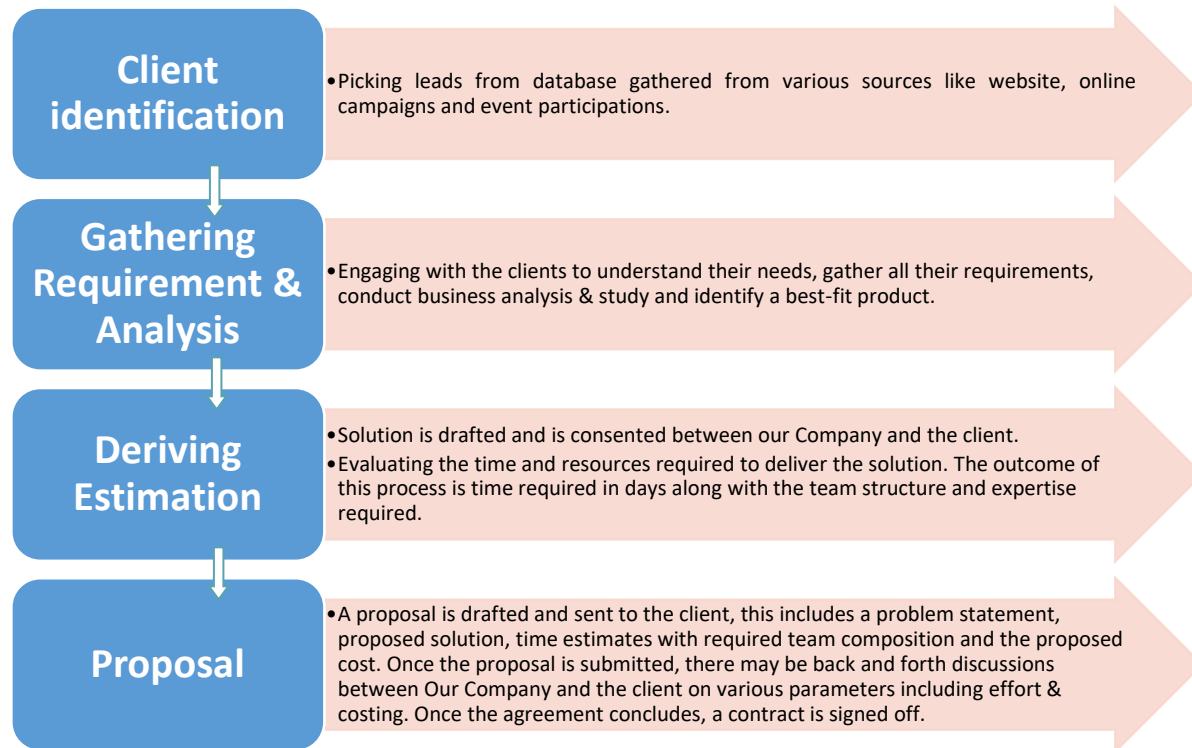 Client
identification
•Picking leads from database gathered from various sources like website, online
campaigns and event participations.
Gathering
Requirement &
Analysis
•Engaging with the clients to understand their needs, gather all their requirements,
conduct business analysis & study and identify a best-fit product.
Deriving
Estimation
•Solution is drafted and is consented between our Company and the client.
•Evaluating the time and resources required to deliver the solution. The outcome of
this process is time required in days along with the team structure and expertise
required.
Proposal
•A proposal is drafted and sent to the client, this includes a problem statement,
proposed solution, time estimates with required team composition and the proposed
cost. Once the proposal is submitted, there may be back and forth discussions
between Our Company and the client on various parameters including effort &
costing. Once the agreement concludes, a contract is signed off.